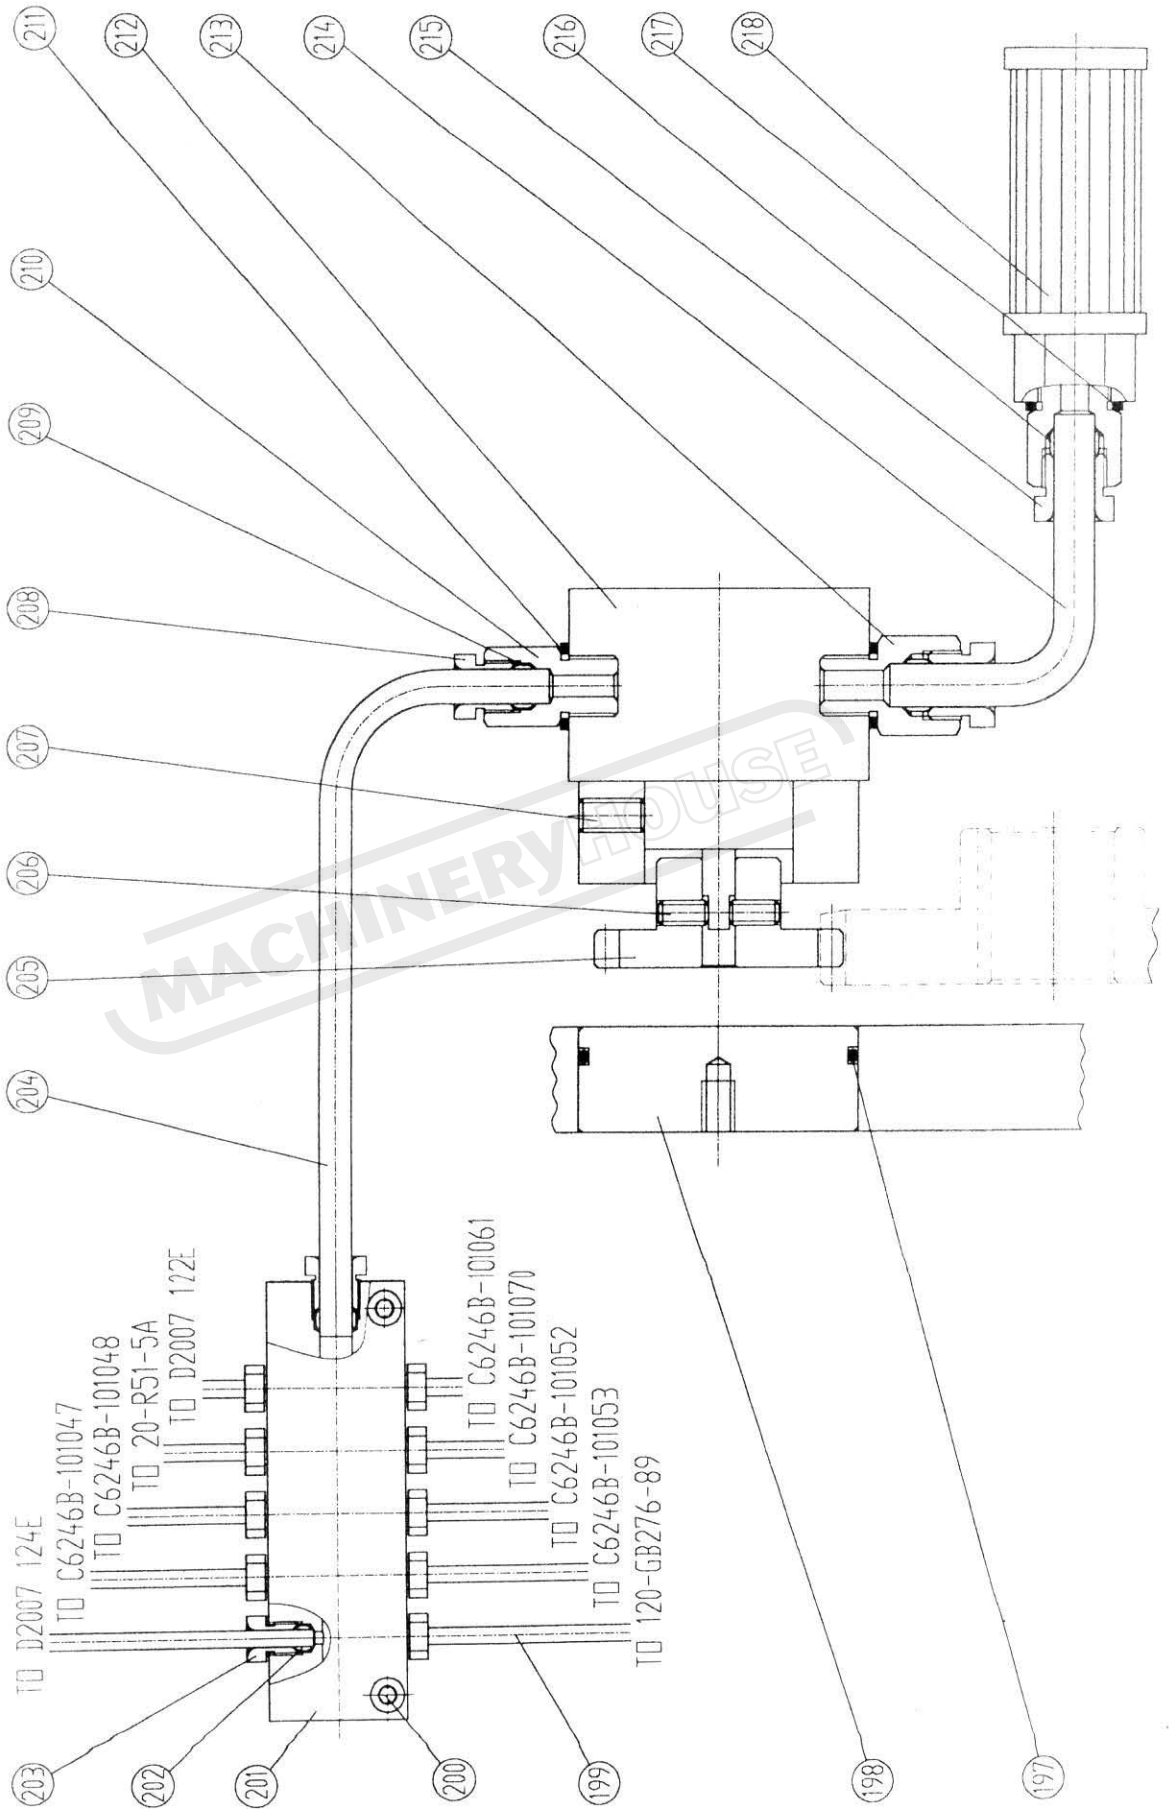 211
212
213
214
215
216
217
218
210
209
208
207
206
205
204
203
202
201
200
199
198
197
TO D2007 124E
TO C6246B-101047
TO C6246B-101048
TO 20-R51-5A
TO D2007 122E
TO C6246B-101061
TO C6246B-101070
TO C6246B-101052
TO C6246B-101053
TO 120-GB276-89
MACHINERYHOUSE